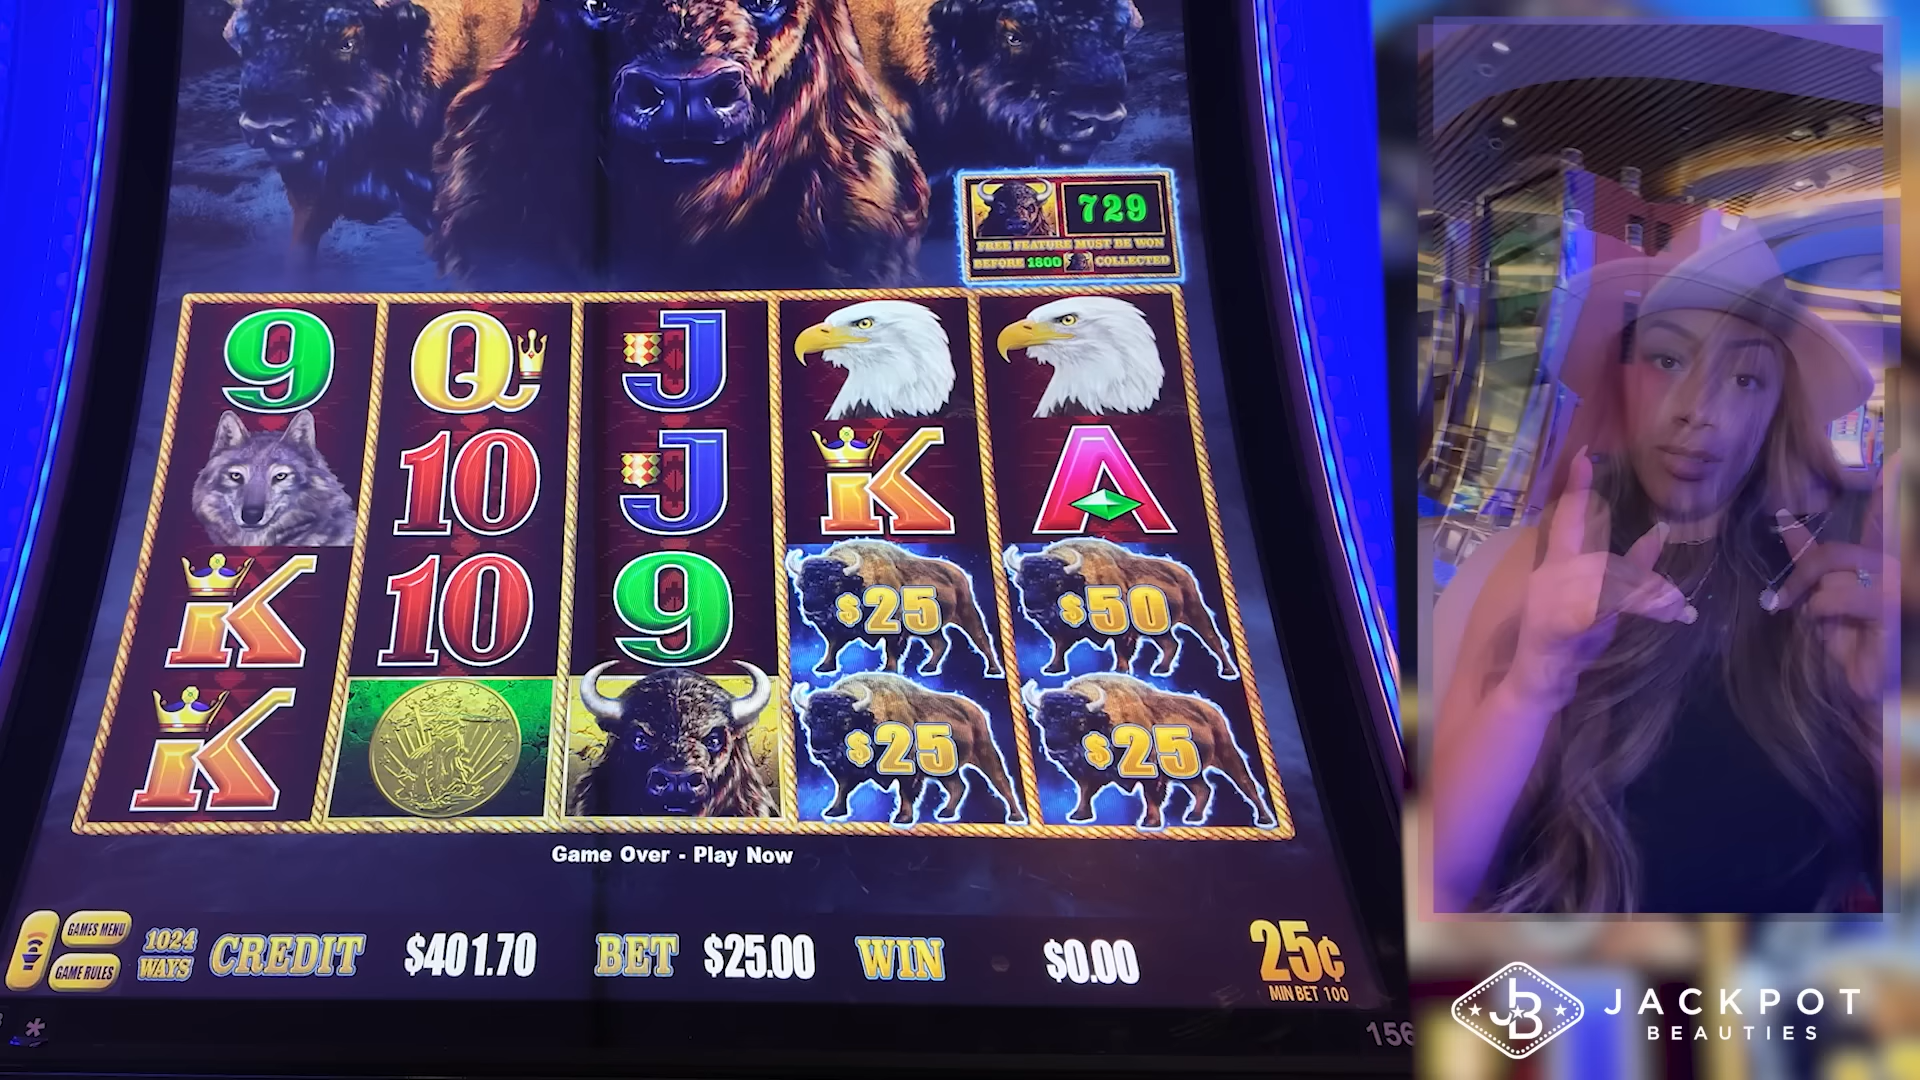 729
FREE FEATURE MUST BE WON
BEFORE 1800 COLLECTED
9 Q J
10 J K A
K 10 9 $25 $50
K $25 $25
Game Over - Play Now
GAMES MENU
GAME RULES
1024 WAYS
CREDIT $401.70 BET $25.00 WIN $0.00
25¢
MIN BET 100
156
JB
JACKPOT
BEAUTIES